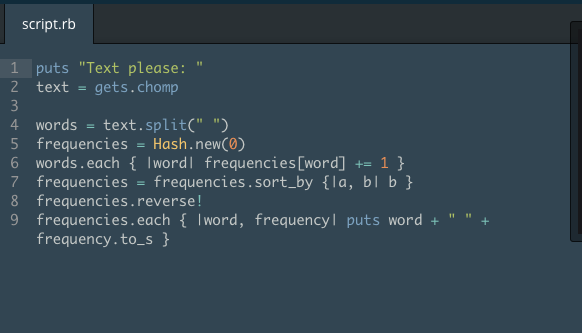 script.rb
1 puts "Text please: "
2 text = gets.chomp
3
4 words = text.split(" ")
5 frequencies = Hash.new(0)
6 words.each { |word| frequencies[word] += 1 }
7 frequencies = frequencies.sort_by {|a, b| b }
8 frequencies.reverse!
9 frequencies.each { |word, frequency| puts word + " " +
frequency.to_s }